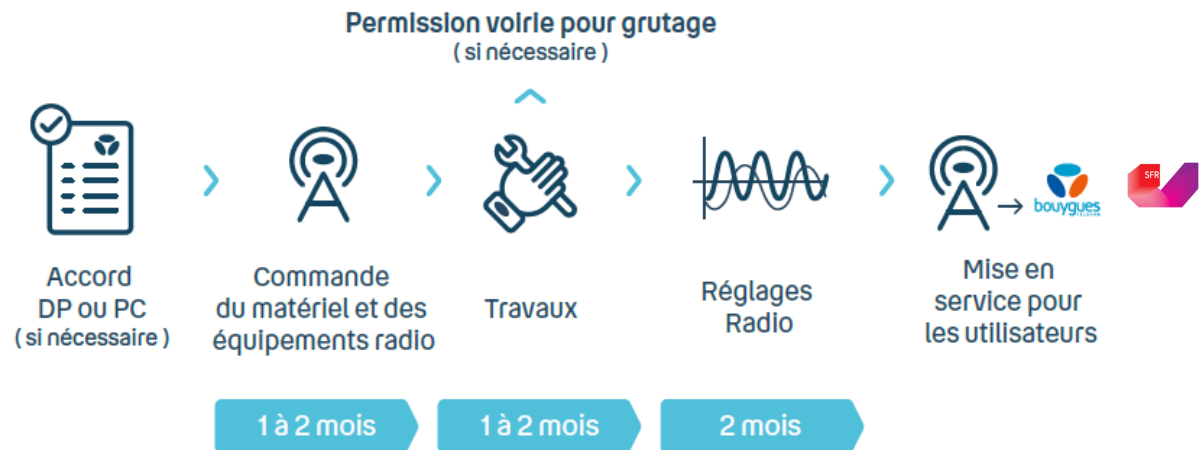 Permission voirie pour grutage
( si nécessaire )
Accord
DP ou PC
( si nécessaire )
Commande
du matériel et des
équipements radio
Travaux
Réglages
Radio
bouygues
TELECOM
SFR
Mise en
service pour
les utilisateurs
1 à 2 mois
1 à 2 mois
2 mois